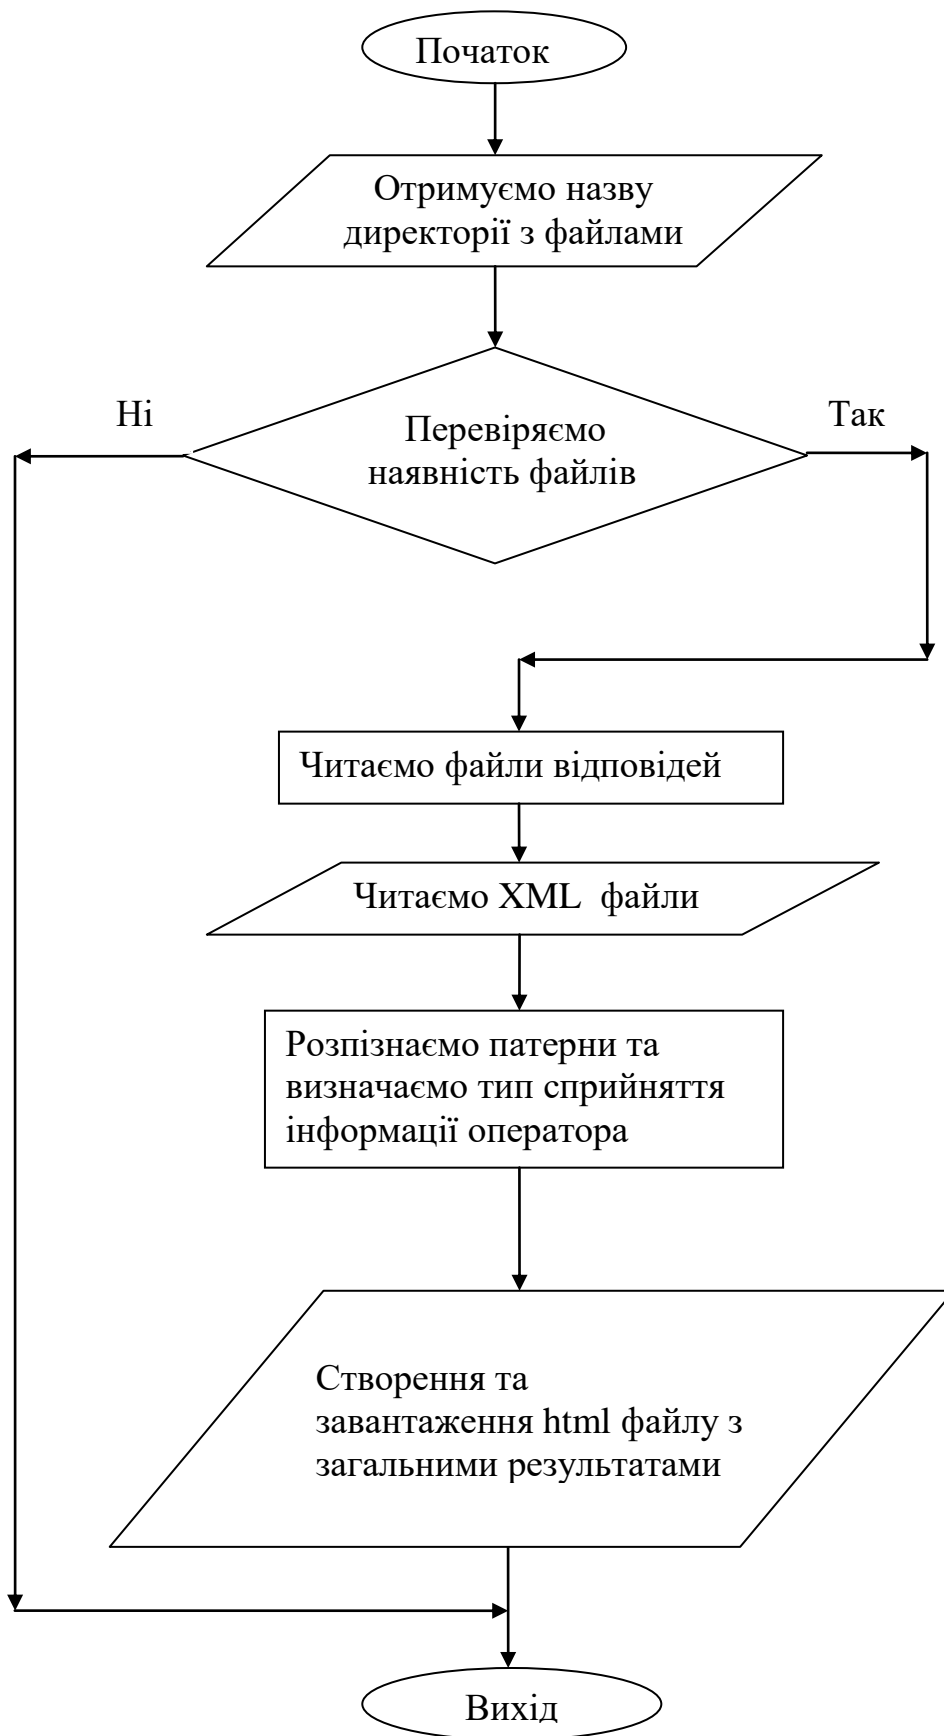 Початок
Отримуємо назву
директорії з файлами
Ні
Так
Перевіряємо
наявність файлів
Читаємо файли відповідей
Читаємо XML файли
Розпізнаємо патерни та
визначаємо тип сприйняття
інформації оператора
Створення та
завантаження html файлу з
загальними результатами
Вихід